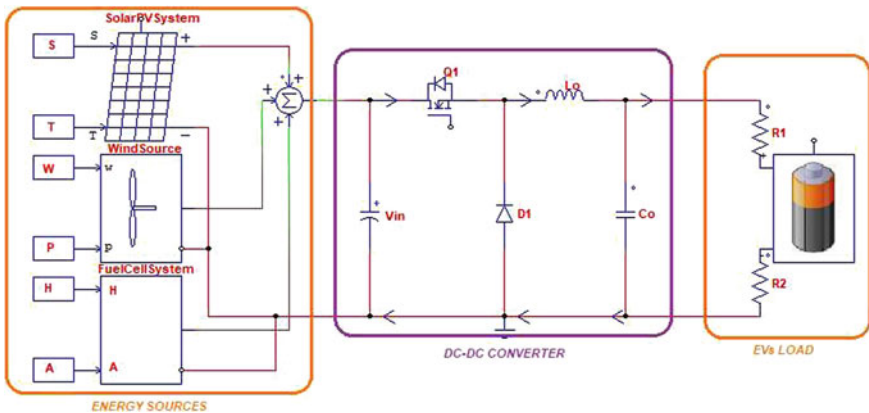 SolarPVSystem
S
S
+
+
+
Q1
Lo
T
T
−
Σ
+
+
R1
WindSource
W
w
Vin
+
D1
Co
P
P
FuelCellSystem
H
H
R2
A
A
DC-DC CONVERTER
EVs LOAD
ENERGY SOURCES